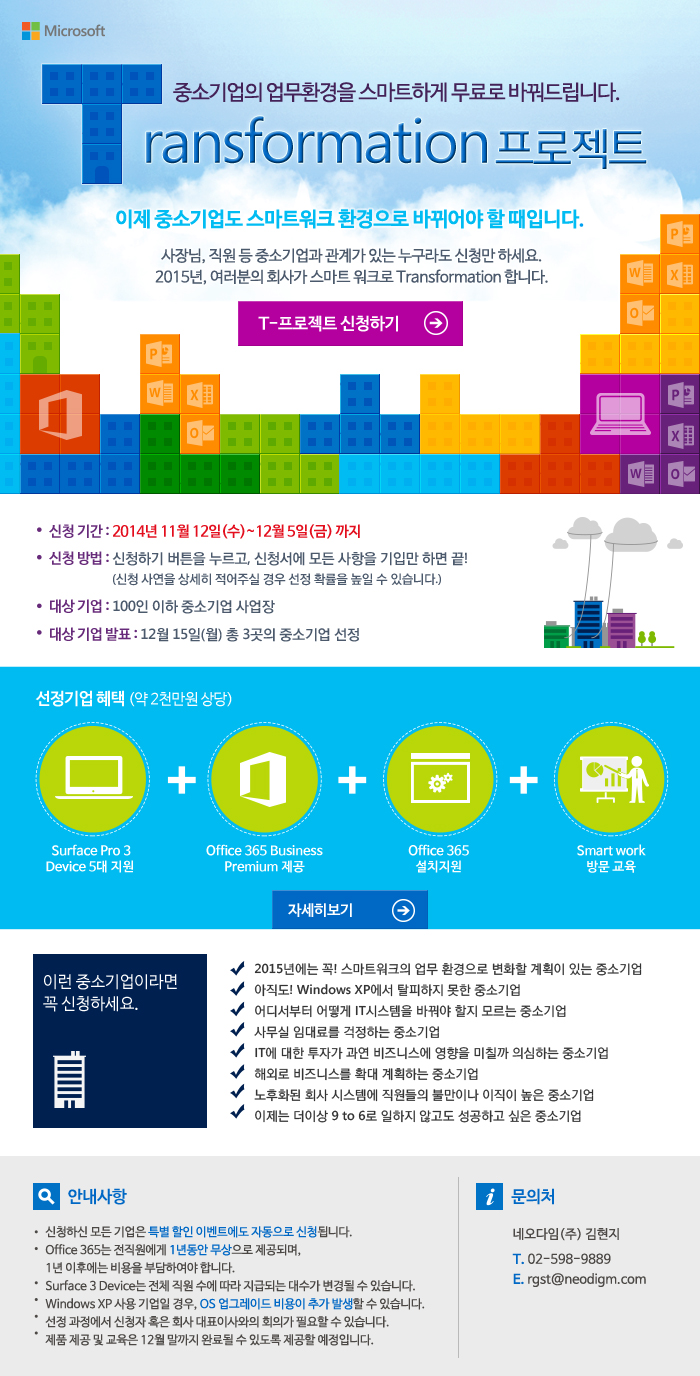 Microsoft
중소기업의 업무환경을 스마트하게 무료로 바꿔드립니다.
Transformation 프로젝트
이제 중소기업도 스마트워크 환경으로 바뀌어야 할 때입니다.
사장님, 직원 등 중소기업과 관계가 있는 누구라도 신청만 하세요.
2015년, 여러분의 회사가 스마트 워크로 Transformation 합니다.
T-프로젝트 신청하기
• 신청 기간 : 2014년 11월 12일(수)~12월 5일(금) 까지
• 신청 방법 : 신청하기 버튼을 누르고, 신청서에 모든 사항을 기입만 하면 끝!
(신청 사연을 상세히 적어주실 경우 선정 확률을 높일 수 있습니다.)
• 대상 기업 : 100인 이하 중소기업 사업장
• 대상 기업 발표 : 12월 15일(월) 총 3곳의 중소기업 선정
선정기업 혜택 (약 2천만원 상당)
Surface Pro 3
Device 5대 지원
Office 365 Business
Premium 제공
Office 365
설치지원
Smart work
방문 교육
자세히보기
이런 중소기업이라면
꼭 신청하세요.
2015년에는 꼭! 스마트워크의 업무 환경으로 변화할 계획이 있는 중소기업
아직도! Windows XP에서 탈피하지 못한 중소기업
어디서부터 어떻게 IT시스템을 바꿔야 할지 모르는 중소기업
사무실 임대료를 걱정하는 중소기업
IT에 대한 투자가 과연 비즈니스에 영향을 미칠까 의심하는 중소기업
해외로 비즈니스를 확대 계획하는 중소기업
노후화된 회사 시스템에 직원들의 불만이나 이직이 높은 중소기업
이제는 더이상 9 to 6로 일하지 않고도 성공하고 싶은 중소기업
안내사항
• 신청하신 모든 기업은 특별 할인 이벤트에도 자동으로 신청됩니다.
• Office 365는 전직원에게 1년동안 무상으로 제공되며,
1년 이후에는 비용을 부담하여야 합니다.
• Surface 3 Device는 전체 직원 수에 따라 지급되는 대수가 변경될 수 있습니다.
• Windows XP 사용 기업일 경우, OS 업그레이드 비용이 추가 발생할 수 있습니다.
• 선정 과정에서 신청자 혹은 회사 대표이사와의 회의가 필요할 수 있습니다.
• 제품 제공 및 교육은 12월 말까지 완료될 수 있도록 제공할 예정입니다.
문의처
네오다임(주) 김현지
T. 02-598-9889
E. rgst@neodigm.com